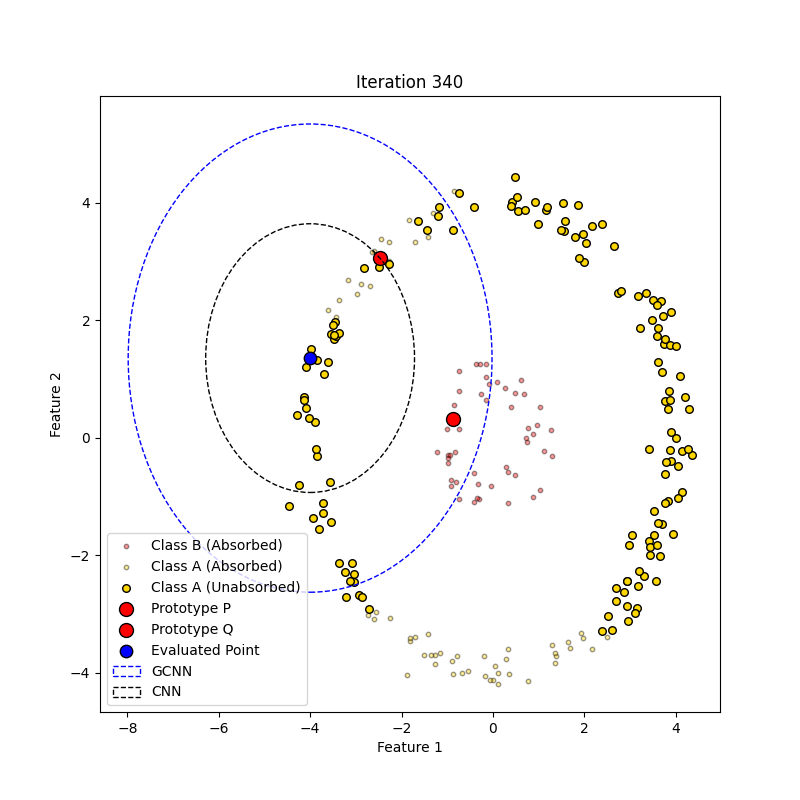 Iteration 340
Feature 2
4
2
0
−2
−4
Class B (Absorbed)
Class A (Absorbed)
Class A (Unabsorbed)
Prototype P
Prototype Q
Evaluated Point
GCNN
CNN
−8 −6 −4 −2 0 2 4
Feature 1